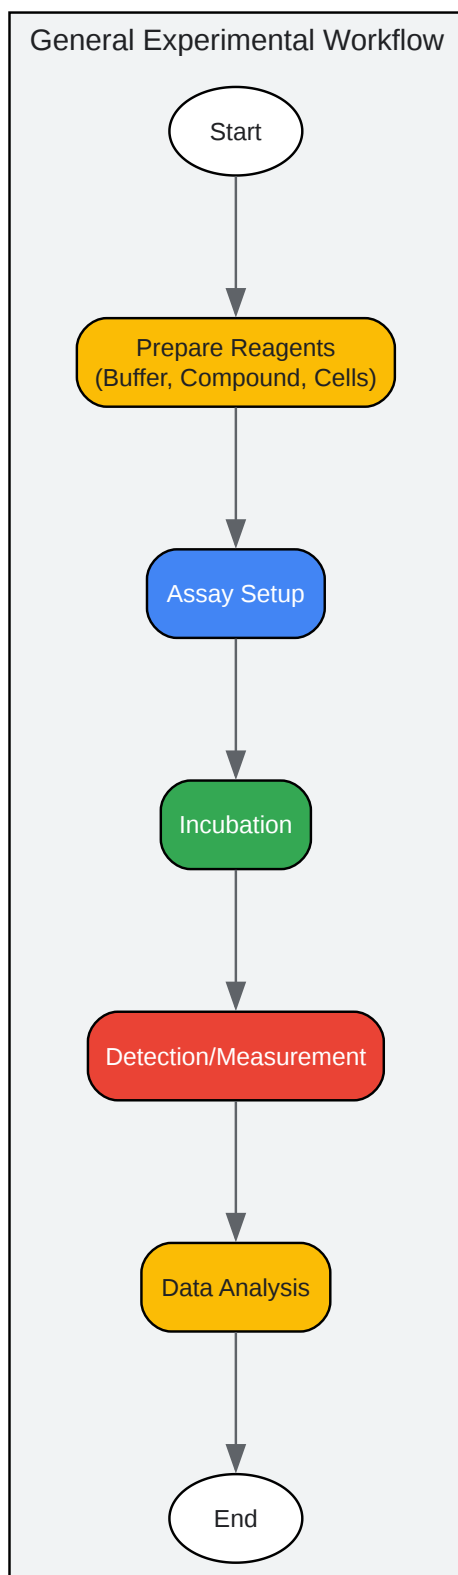 General Experimental Workflow
Start
Prepare Reagents
(Buffer, Compound, Cells)
Assay Setup
Incubation
Detection/Measurement
Data Analysis
End